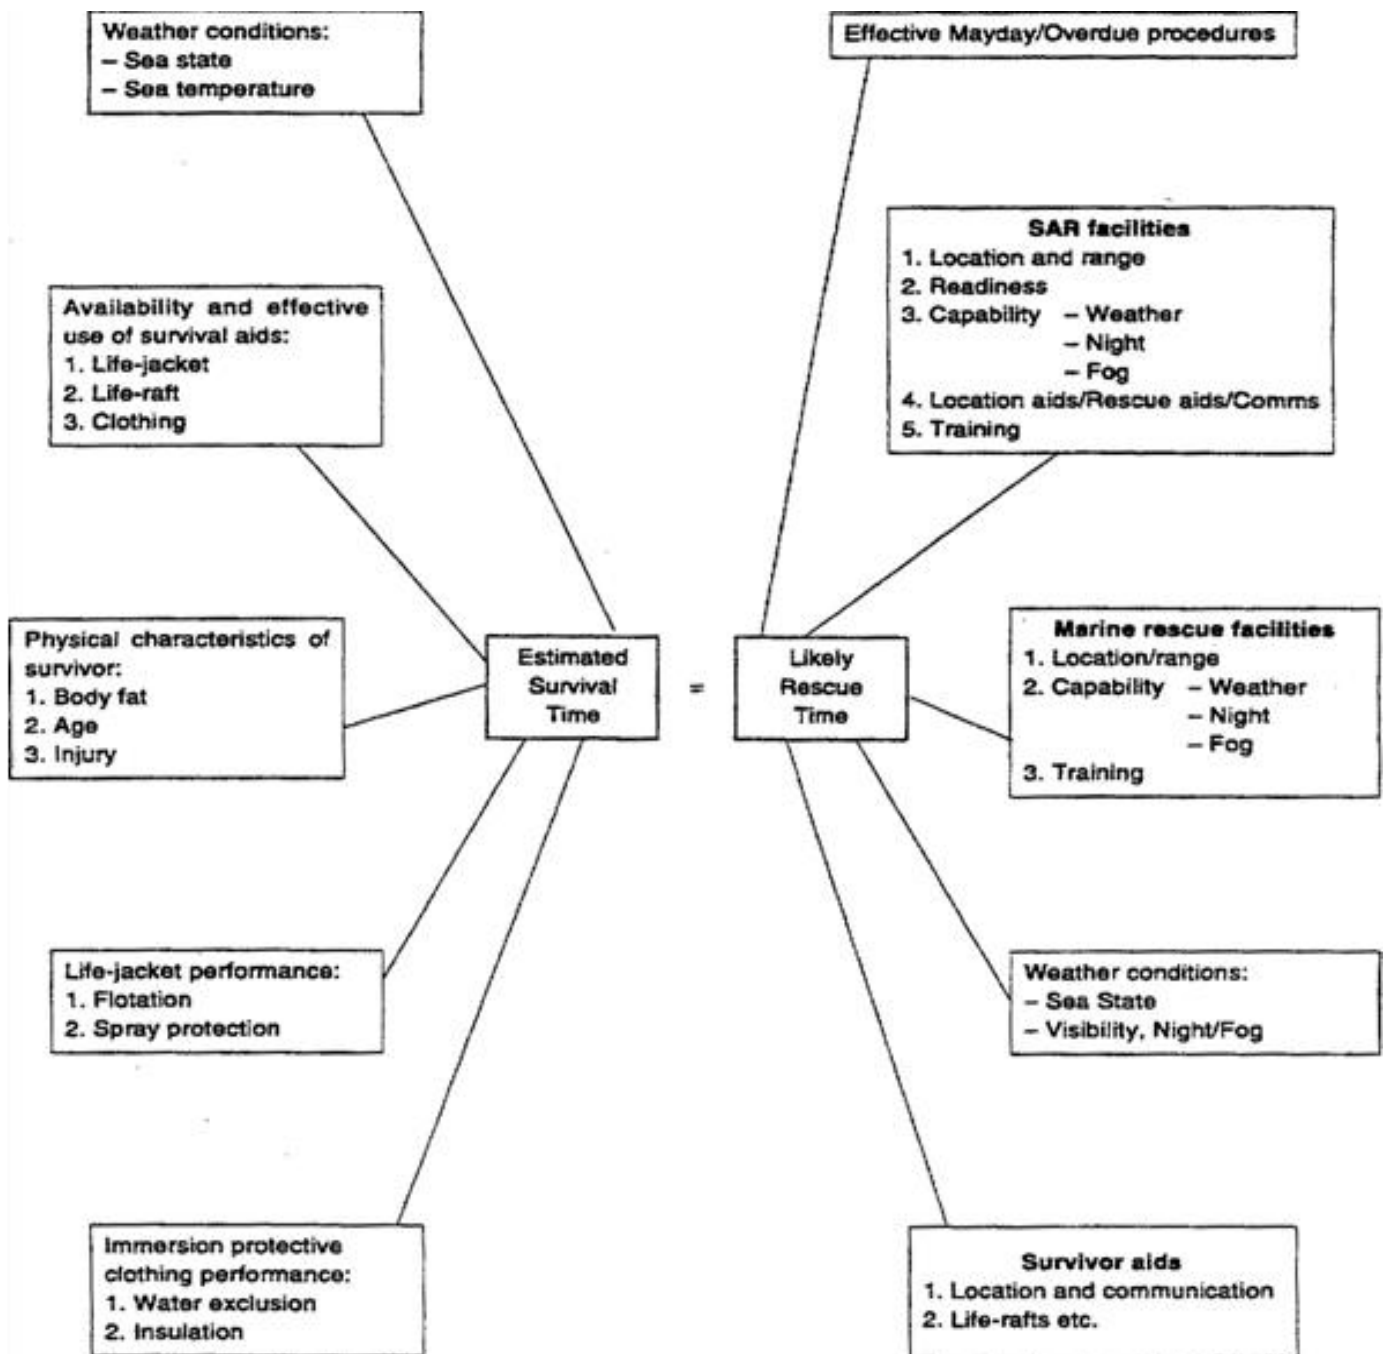 Weather conditions:
– Sea state
– Sea temperature
Effective Mayday/Overdue procedures
SAR facilities
1. Location and range
2. Readiness
3. Capability – Weather
– Night
– Fog
4. Location aids/Rescue aids/Comms
5. Training
Availability and effective
use of survival aids:
1. Life-jacket
2. Life-raft
3. Clothing
Physical characteristics of
survivor:
1. Body fat
2. Age
3. Injury
Estimated
Survival
Time
=
Likely
Rescue
Time
Marine rescue facilities
1. Location/range
2. Capability – Weather
– Night
– Fog
3. Training
Life-jacket performance:
1. Flotation
2. Spray protection
Weather conditions:
– Sea State
– Visibility, Night/Fog
Immersion protective
clothing performance:
1. Water exclusion
2. Insulation
Survivor aids
1. Location and communication
2. Life-rafts etc.